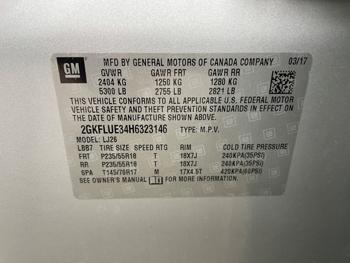 GM
MFD BY GENERAL MOTORS OF CANADA COMPANY 03/17
GVWR GAWR FRT GAWR RR
2404 KG 1250 KG 1280 KG
5300 LB 2755 LB 2821 LB
THIS VEHICLE CONFORMS TO ALL APPLICABLE U.S. FEDERAL MOTOR
VEHICLE SAFETY AND THEFT PREVENTION STANDARDS IN EFFECT ON
THE DATE OF MANUFACTURE SHOWN ABOVE.
2GKFLUE34H6323146 TYPE: M.P.V.
MODEL: LJ26
LBB7 TIRE SIZE SPEED RTG RIM COLD TIRE PRESSURE
FRT P235/55R18 T 18X7J 240KPA(35PSI)
RR P235/55R18 T 18X7J 240KPA(35PSI)
SPA T145/70R17 M 17X4.5T 420KPA(60PSI)
SEE OWNER'S MANUAL FOR MORE INFORMATION.